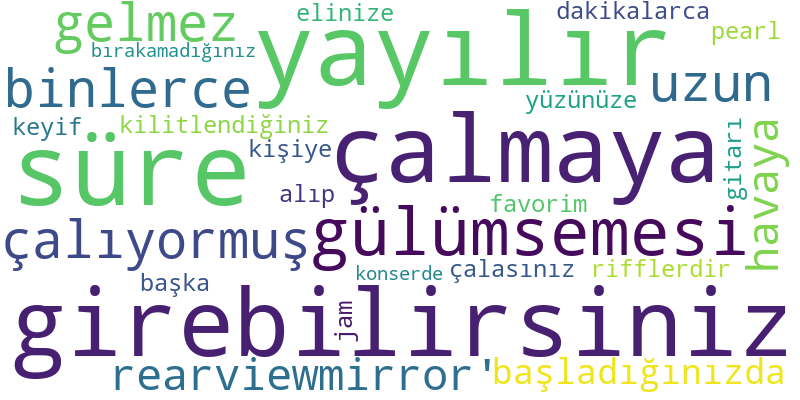 elinize
dakikalarca
gelmez
yayılır
pearl
bırakamadığınız
binlerce
uzun
yüzünüze
keyif
kilitlendiğiniz
süre
çalmaya
kişiye
gitarı
havaya
alıp
favorim
çalıyormuş
gülümsemesi
başka
konserde
çalasınız
rifflerdir
girebilirsiniz
jam
rearviewmirror'
başladığınızda